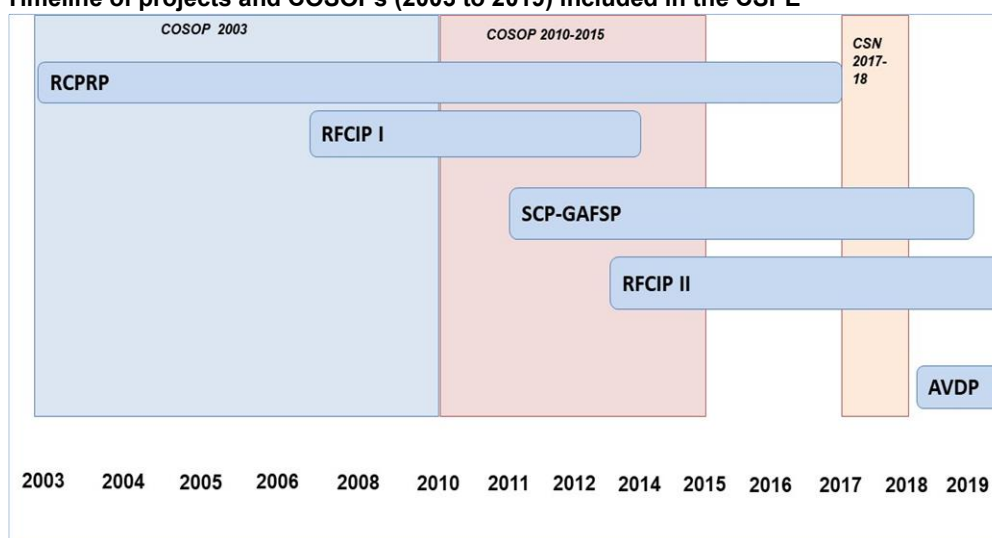 Timeline of projects and COSOPs (2003 to 2019) included in the CSPE
COSOP 2003
COSOP 2010-2015
CSN
2017-
18
RCPRP
RFCIP I
SCP-GAFSP
RFCIP II
AVDP
2003 2004 2005 2006 2008 2010 2011 2012 2014 2015 2016 2017 2018 2019